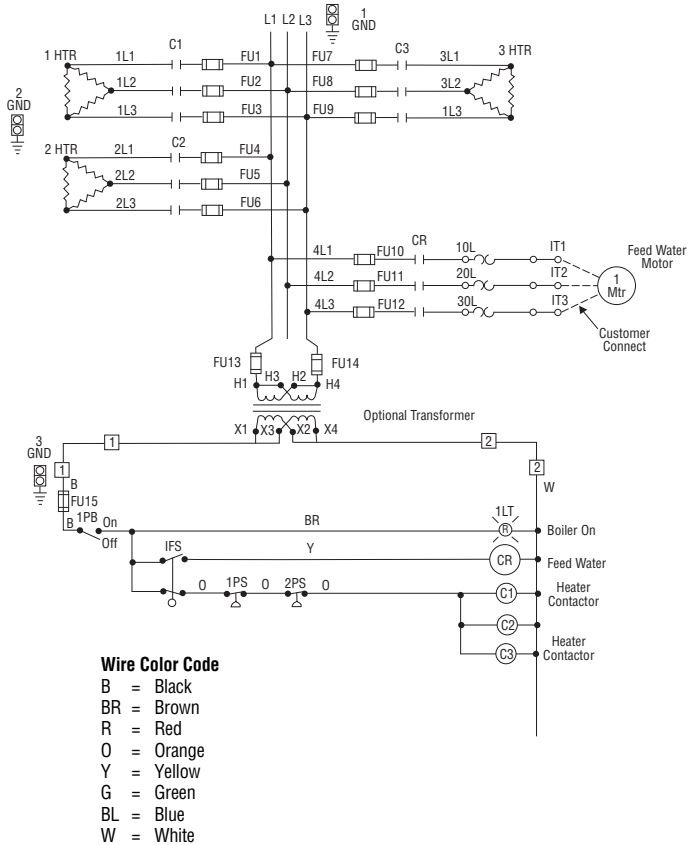 L1 L2 L3
1
GND
1 HTR 1L1 C1 FU1 FU7 C3 3L1 3 HTR
1L2 FU2 FU8 3L2
2
GND
1L3 FU3 FU9 1L3
2 HTR 2L1 C2 FU4
2L2 FU5
2L3 FU6
4L1 FU10 CR 10L IT1
Feed Water
Motor
4L2 FU11 20L IT2
1
Mtr
4L3 FU12 30L IT3
Customer
Connect
FU13 FU14
H1 H3 H2 H4
Optional Transformer
X1 X3 X2 X4
3
GND
1 2
1 2
B W
FU15
B 1PB On BR 1LT
R Boiler On
Off
IFS Y CR Feed Water
O 1PS O 2PS O C1 Heater
Contactor
C2
C3 Heater
Contactor
Wire Color Code
B = Black
BR = Brown
R = Red
O = Orange
Y = Yellow
G = Green
BL = Blue
W = White